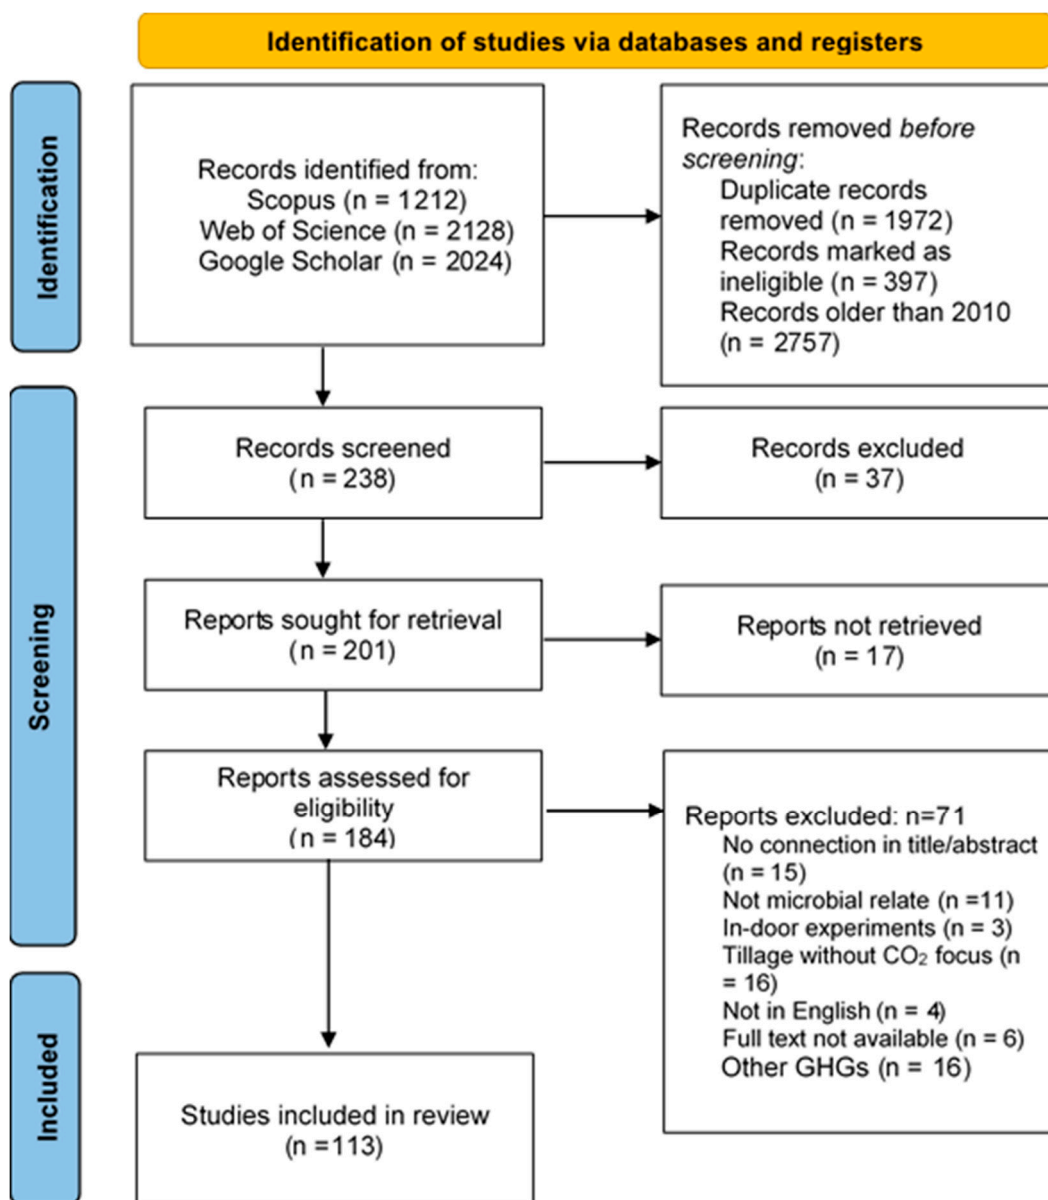 Identification of studies via databases and registers
Identification
Records identified from:
Scopus (n = 1212)
Web of Science (n = 2128)
Google Scholar (n = 2024)
Records removed before
screening:
Duplicate records
removed (n = 1972)
Records marked as
ineligible (n = 397)
Records older than 2010
(n = 2757)
Screening
Records screened
(n = 238)
Records excluded
(n = 37)
Reports sought for retrieval
(n = 201)
Reports not retrieved
(n = 17)
Reports assessed for
eligibility
(n = 184)
Reports excluded: n=71
No connection in title/abstract
(n = 15)
Not microbial relate (n =11)
In-door experiments (n = 3)
Tillage without CO₂ focus (n
= 16)
Not in English (n = 4)
Full text not available (n = 6)
Other GHGs (n = 16)
Included
Studies included in review
(n =113)